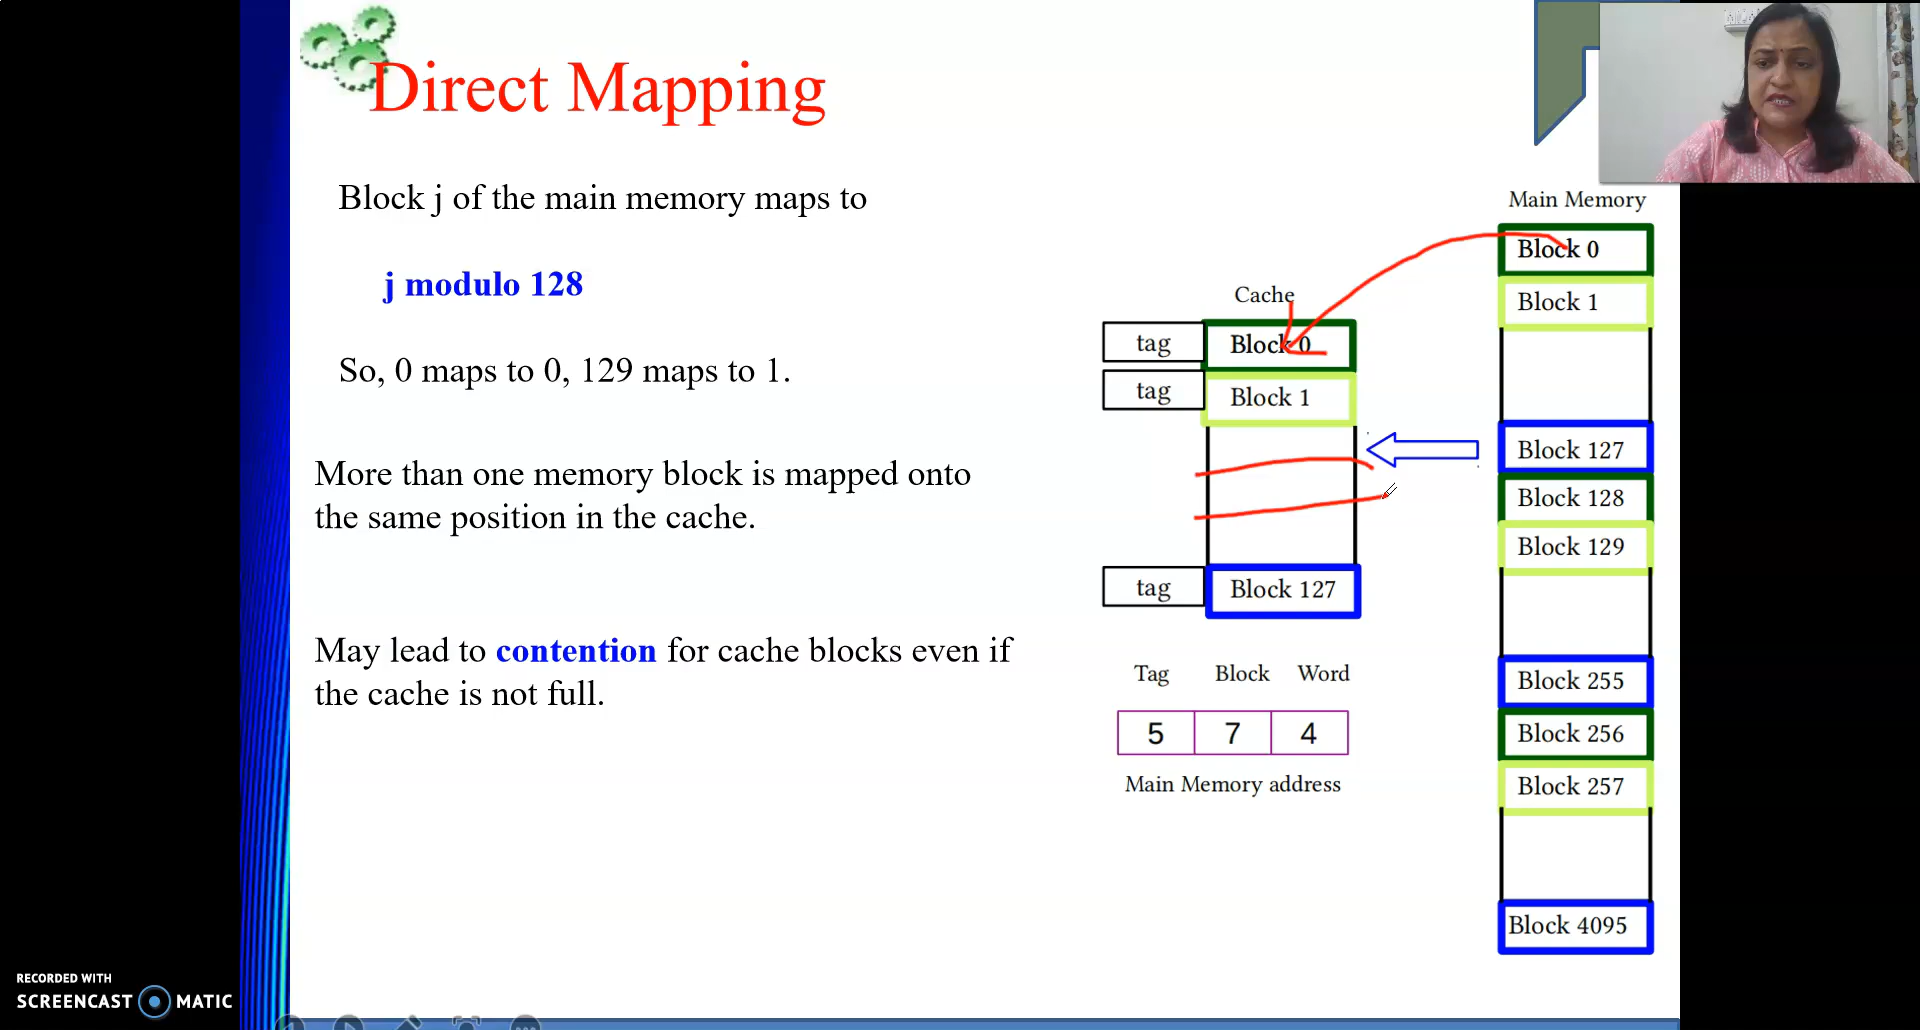 Direct Mapping
Block j of the main memory maps to
j modulo 128
So, 0 maps to 0, 129 maps to 1.
More than one memory block is mapped onto
the same position in the cache.
May lead to contention for cache blocks even if
the cache is not full.
Cache
tag Block 0
tag Block 1
tag Block 127
Tag Block Word
5 7 4
Main Memory address
Main Memory
Block 0
Block 1
Block 127
Block 128
Block 129
Block 255
Block 256
Block 257
Block 4095
RECORDED WITH
SCREENCAST MATIC